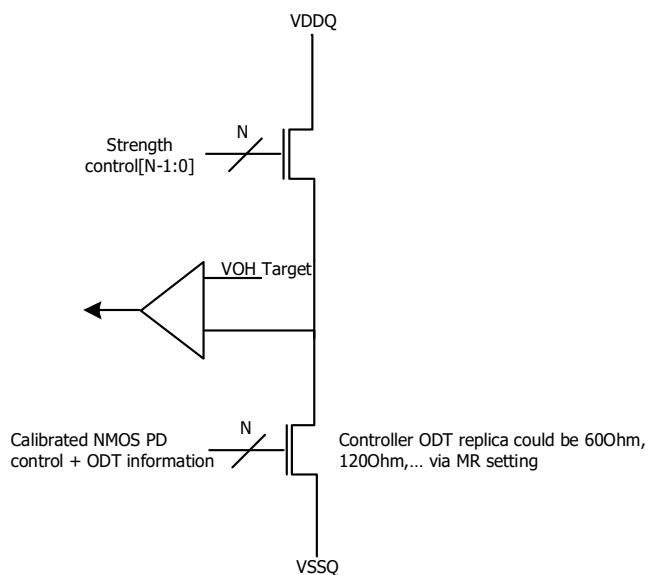 VDDQ
N
Strength
control[N-1:0]
VOH Target
N
Calibrated NMOS PD
control + ODT information
Controller ODT replica could be 60Ohm,
120Ohm,... via MR setting
VSSQ